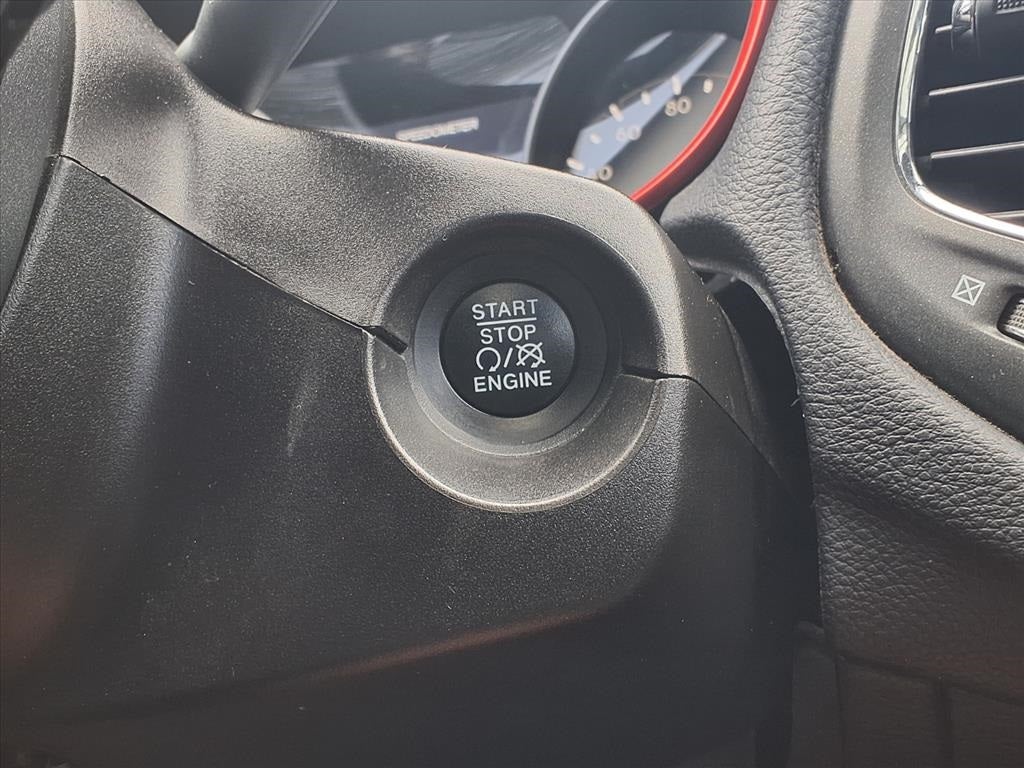 SPEEDOMETER
80
60
START
STOP
ENGINE